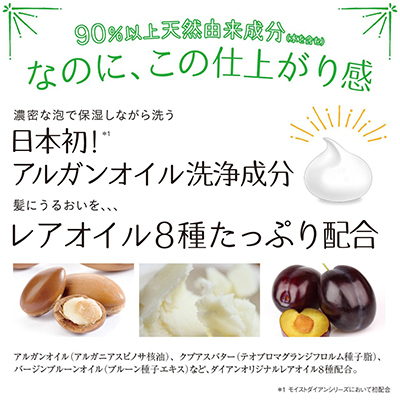 90%以上天然由来成分(水を含む)
なのに、この仕上がり感
濃密な泡で保湿しながら洗う
日本初!*1
アルガンオイル洗浄成分
髪にうるおいを、、、
レアオイル8種たっぷり配合
アルガンオイル(アルガニアスピノサ核油)、クプアスバター(テオブロマグランジフロルム種子脂)、
バージンプルーンオイル(プルーン種子エキス)など、ダイアンオリジナルレアオイル8種配合。
*1 モイストダイアンシリーズにおいて初配合